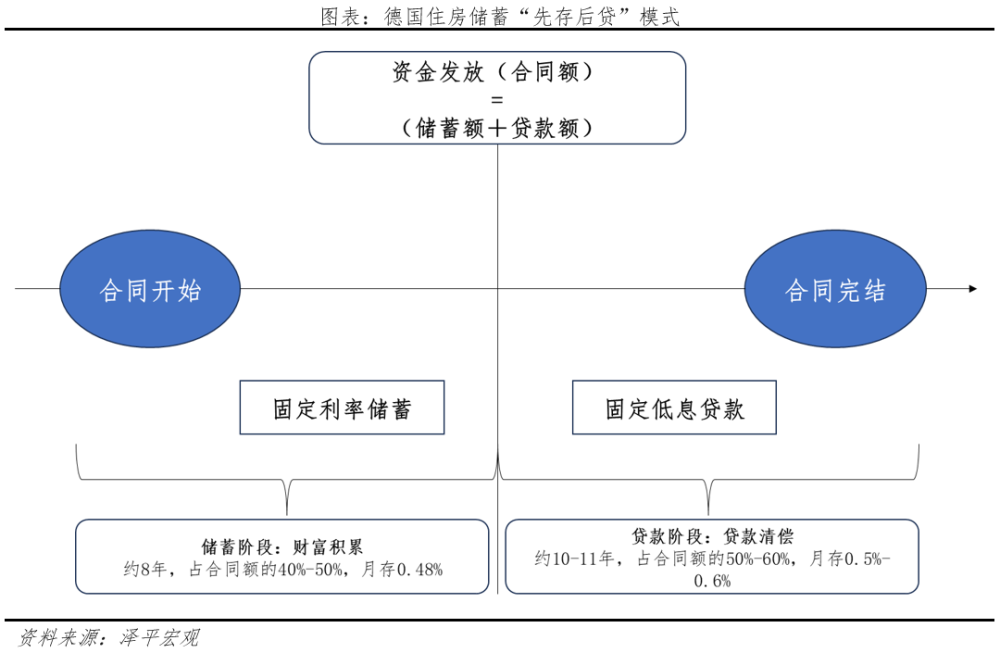 图表：德国住房储蓄“先存后贷”模式
资金发放（合同额）
=
（储蓄额＋贷款额）
合同开始
合同完结
固定利率储蓄
固定低息贷款
储蓄阶段：财富积累
约8年，占合同额的40%-50%，月存0.48%
贷款阶段：贷款清偿
约10-11年，占合同额的50%-60%，月存0.5%-
0.6%
资料来源：泽平宏观